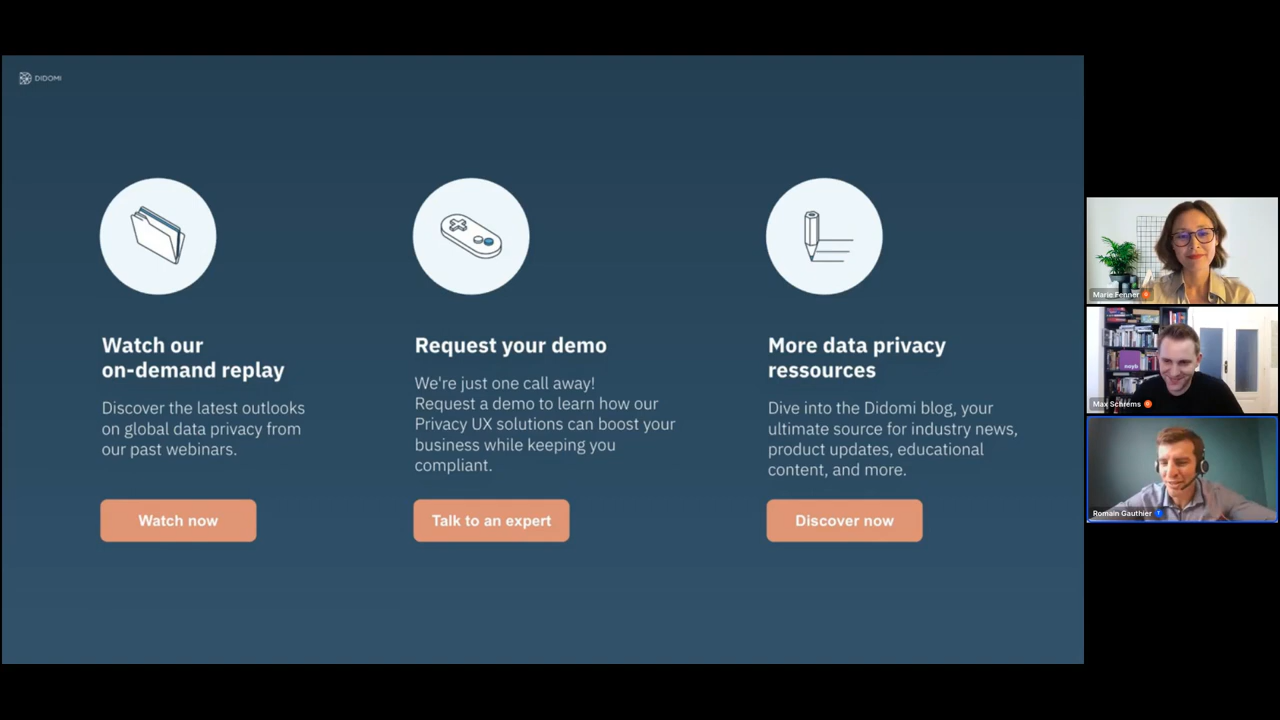 DIDOMI
Watch our
on-demand replay
Discover the latest outlooks
on global data privacy from
our past webinars.
Watch now
Request your demo
We're just one call away!
Request a demo to learn how our
Privacy UX solutions can boost your
business while keeping you
compliant.
Talk to an expert
More data privacy
ressources
Dive into the Didomi blog, your
ultimate source for industry news,
product updates, educational
content, and more.
Discover now
Marie Fenner
noyb
Max Schrems
Romain Gauthier